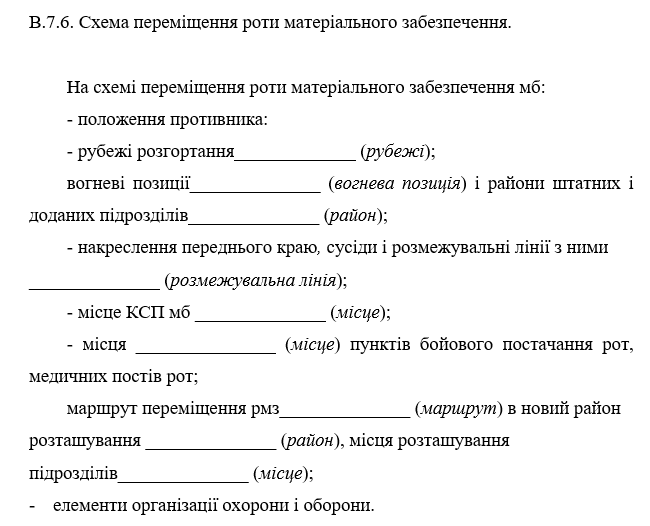 В.7.6. Схема переміщення роти матеріального забезпечення.
На схемі переміщення роти матеріального забезпечення мб:
- положення противника:
- рубежі розгортання_____________ (рубежі);
вогневі позиції______________ (вогнева позиція) і райони штатних і
доданих підрозділів______________ (район);
- накреслення переднього краю, сусіди і розмежувальні лінії з ними
______________ (розмежувальна лінія);
- місце КСП мб ______________ (місце);
- місця _______________ (місце) пунктів бойового постачання рот,
медичних постів рот;
маршрут переміщення рмз______________ (маршрут) в новий район
розташування ______________ (район), місця розташування
підрозділів______________ (місце);
- елементи організації охорони і оборони.